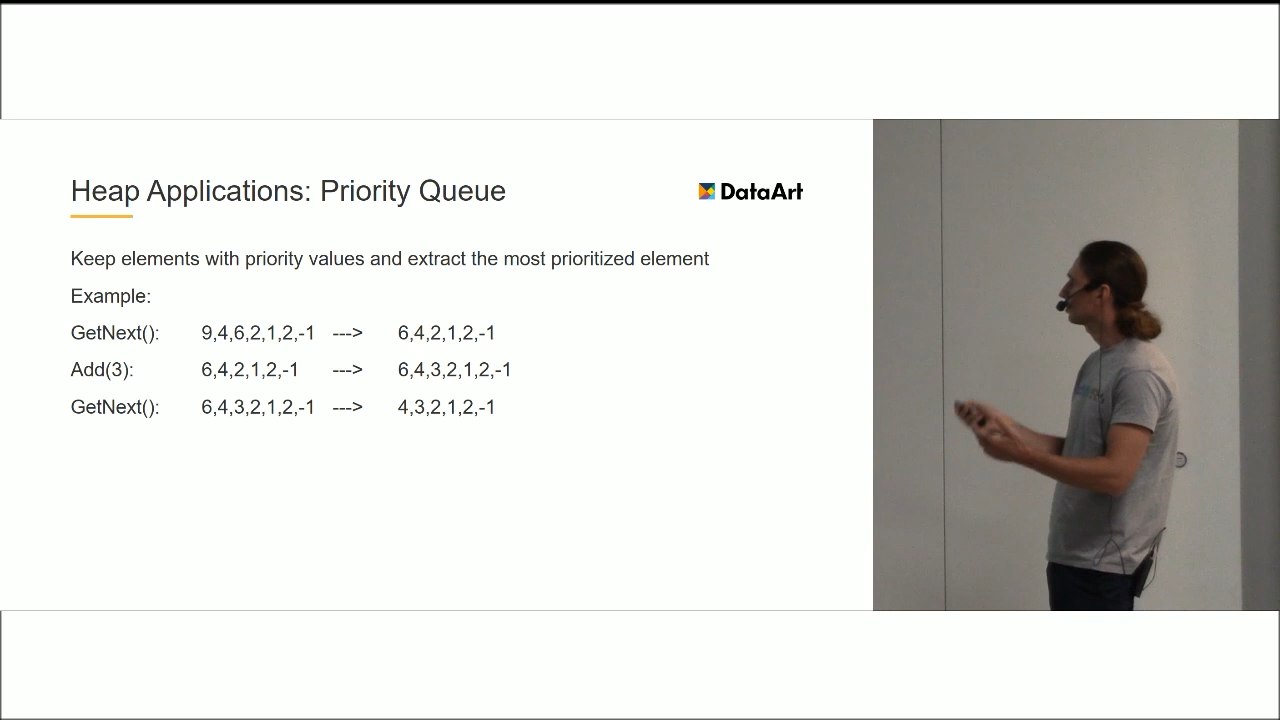 Heap Applications: Priority Queue
DataArt
Keep elements with priority values and extract the most prioritized element
Example:
GetNext(): 9,4,6,2,1,2,-1 ---> 6,4,2,1,2,-1
Add(3): 6,4,2,1,2,-1 ---> 6,4,3,2,1,2,-1
GetNext(): 6,4,3,2,1,2,-1 ---> 4,3,2,1,2,-1